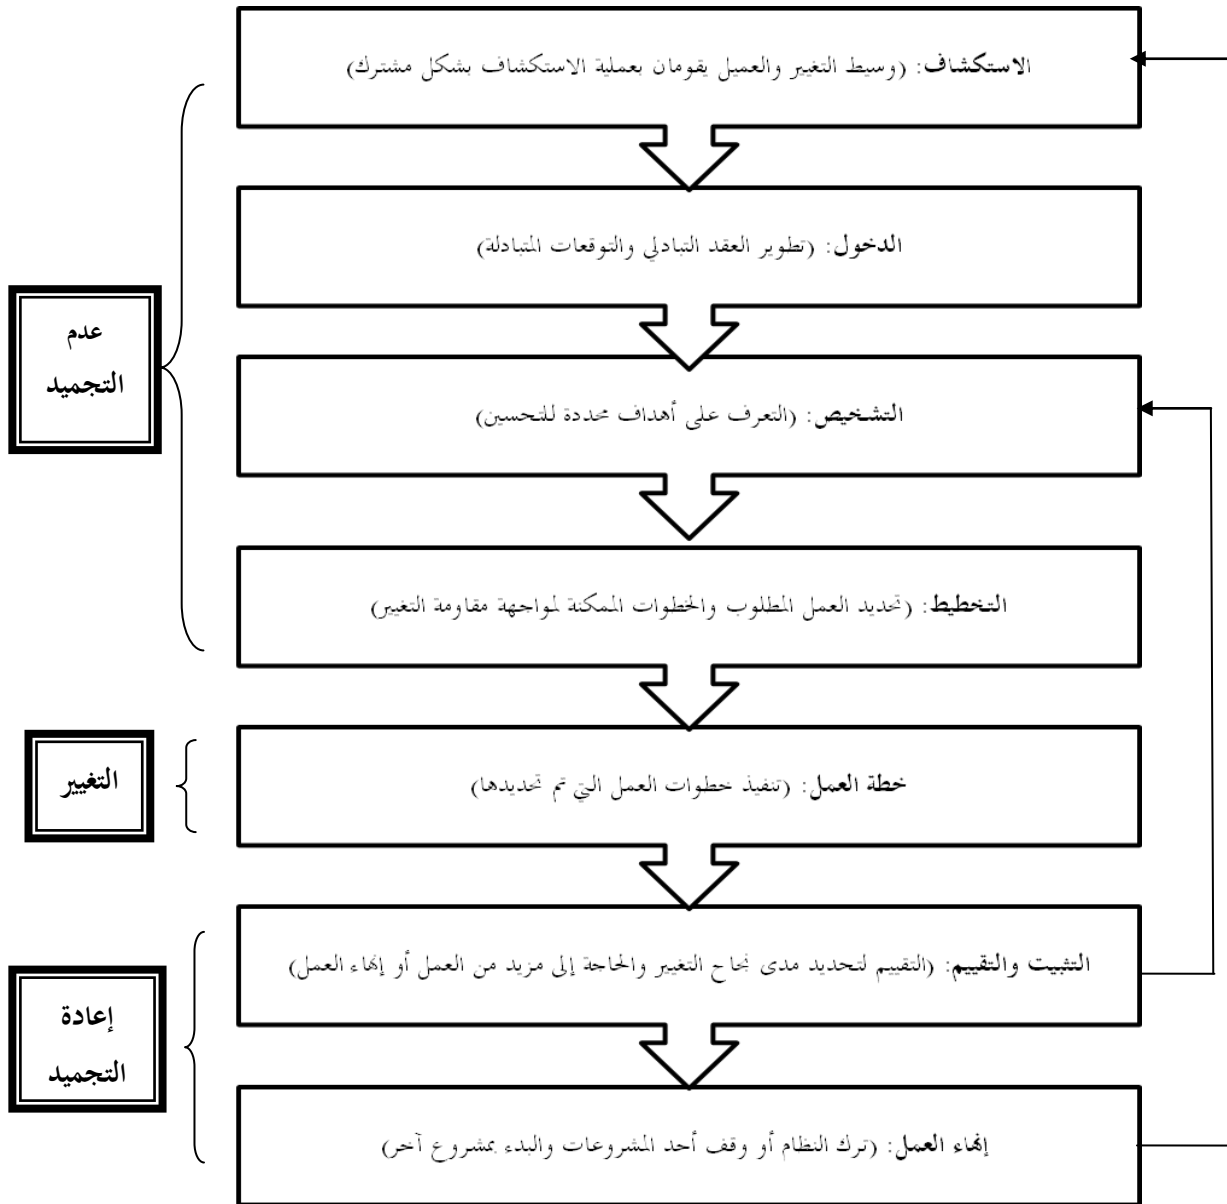 الاستكشاف: (وسيط التغيير والعميل يقومان بعملية الاستكشاف بشكل مشترك)
الدخول: (تطوير العقد التبادلي والتوقعات المتبادلة)
عدم
التجميد
التشخيص: (التعرف على أهداف محددة للتحسين)
التخطيط: (تحديد العمل المطلوب والخطوات الممكنة لمواجهة مقاومة التغيير)
التغيير
خطة العمل: (تنفيذ خطوات العمل التي تم تحديدها)
التثبيت والتقييم: (التقييم لتحديد مدى نجاح التغيير والحاجة إلى مزيد من العمل أو إنهاء العمل)
إعادة
التجميد
إنهاء العمل: (ترك النظام أو وقف أحد المشروعات والبدء بمشروع آخر)